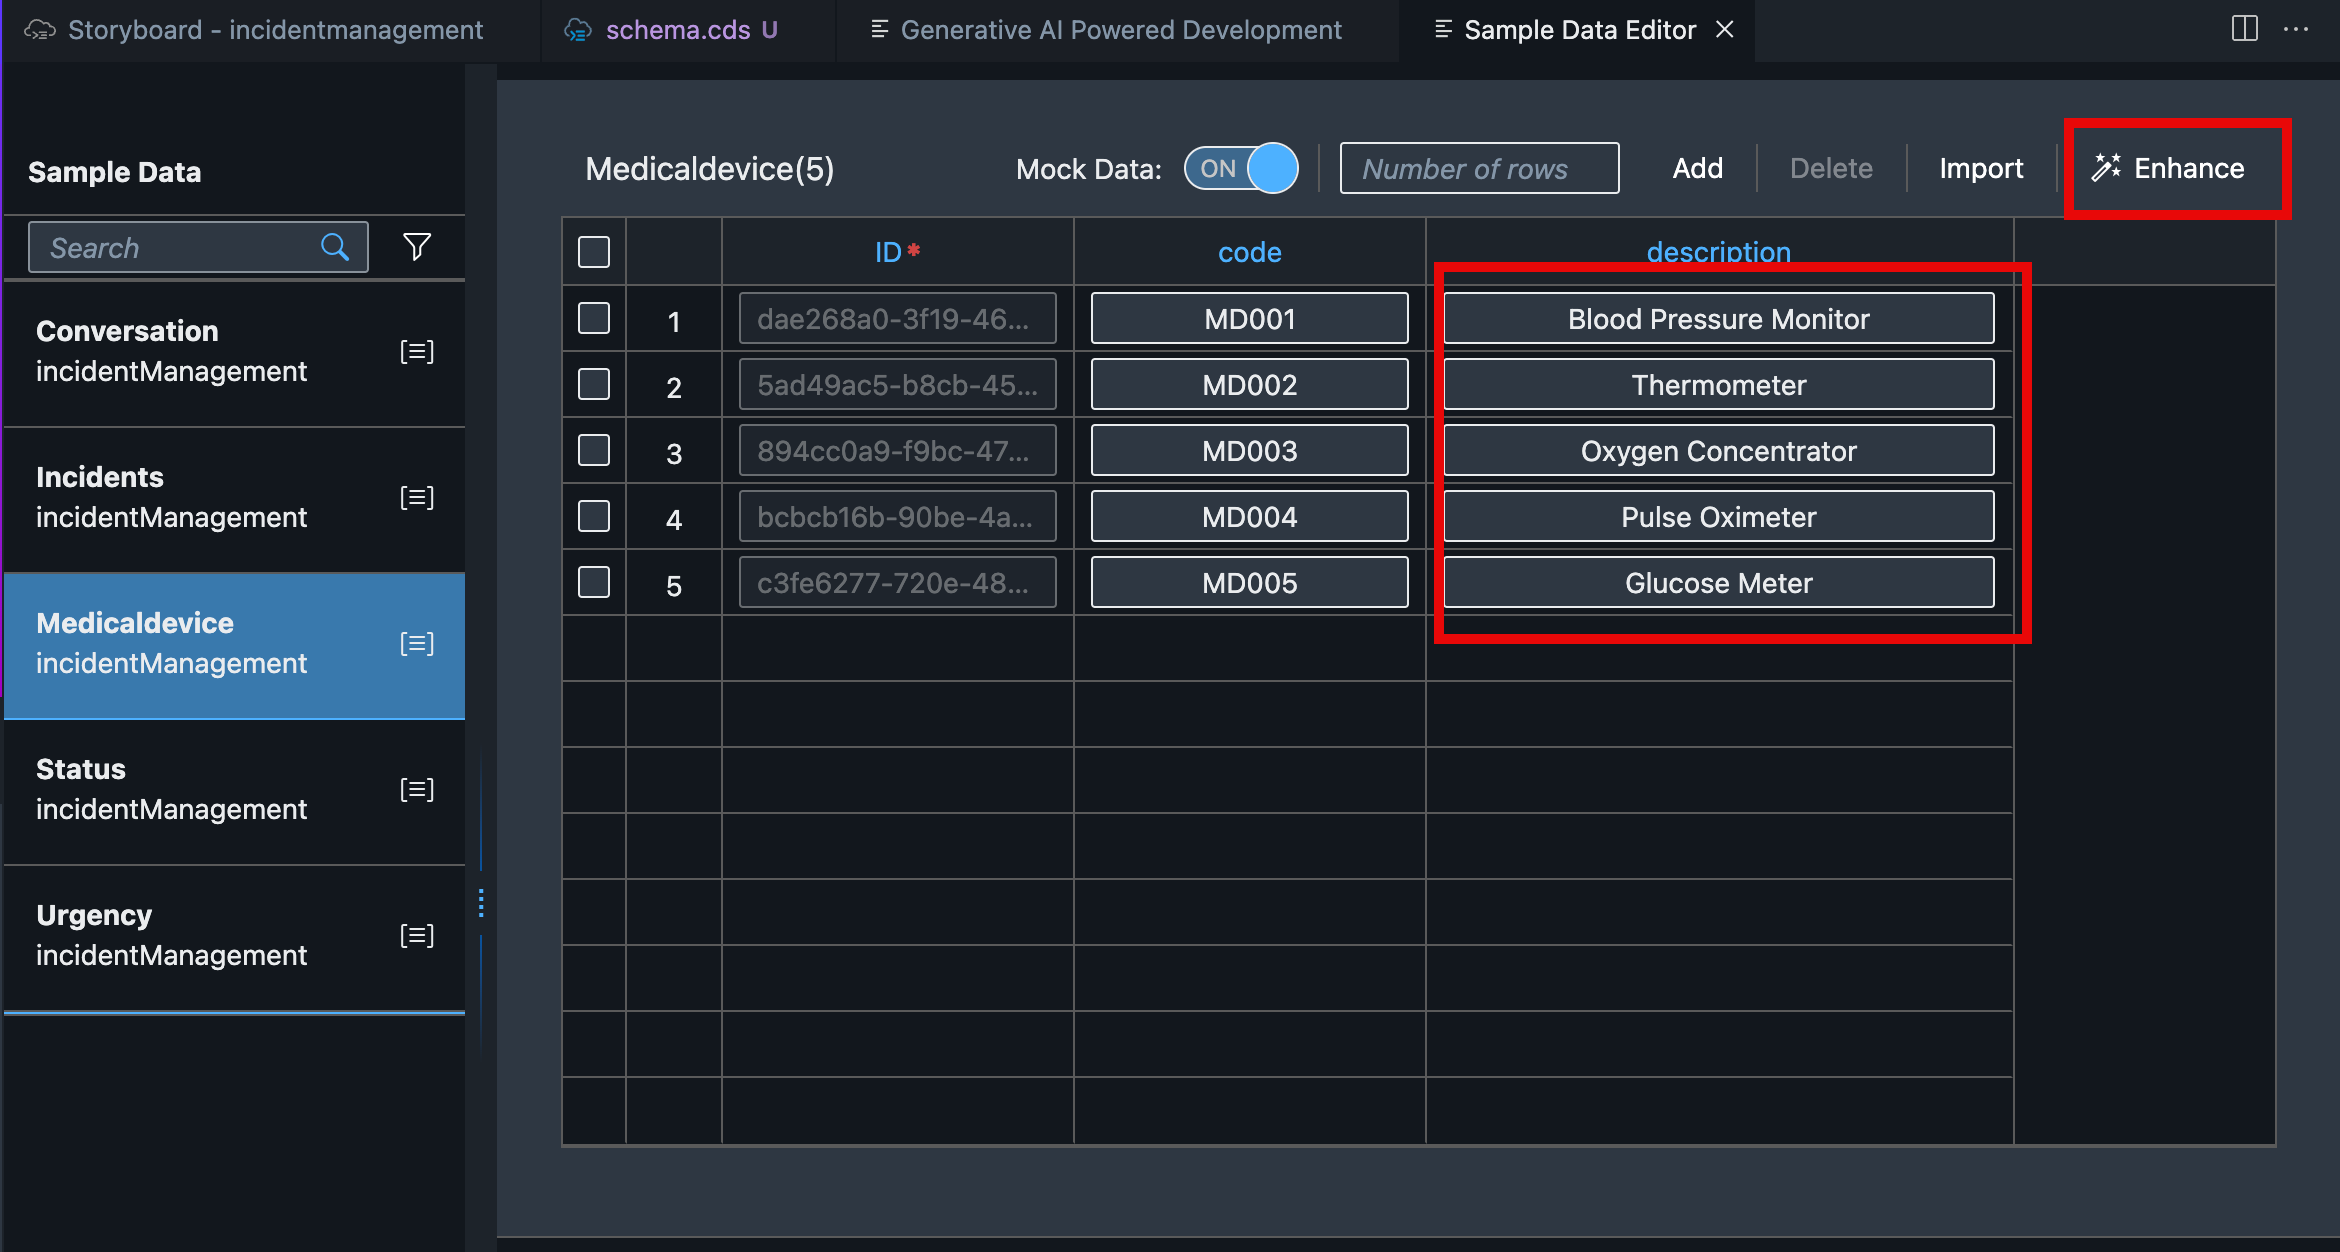 Storyboard - incidentmanagement
schema.cds U
Generative AI Powered Development
Sample Data Editor
Sample Data
Search
Conversation
incidentManagement
Incidents
incidentManagement
Medicaldevice
incidentManagement
Status
incidentManagement
Urgency
incidentManagement
Medicaldevice(5) Mock Data: ON Number of rows Add Delete Import Enhance
ID* code description
1 dae268a0-3f19-46... MD001 Blood Pressure Monitor
2 5ad49ac5-b8cb-45... MD002 Thermometer
3 894cc0a9-f9bc-47... MD003 Oxygen Concentrator
4 bcbcb16b-90be-4a... MD004 Pulse Oximeter
5 c3fe6277-720e-48... MD005 Glucose Meter